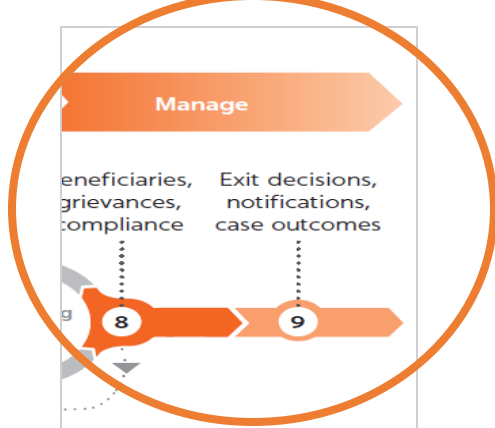 Manage
eneficiaries,
grievances,
compliance
Exit decisions,
notifications,
case outcomes
g
8
9